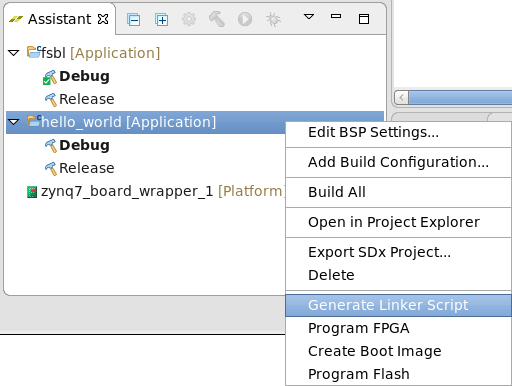 Assistant
fsbl [Application]
Debug
Release
hello_world [Application]
Debug
Release
zynq7_board_wrapper_1 [Platform]
Edit BSP Settings...
Add Build Configuration...
Build All
Open in Project Explorer
Export SDx Project...
Delete
Generate Linker Script
Program FPGA
Create Boot Image
Program Flash